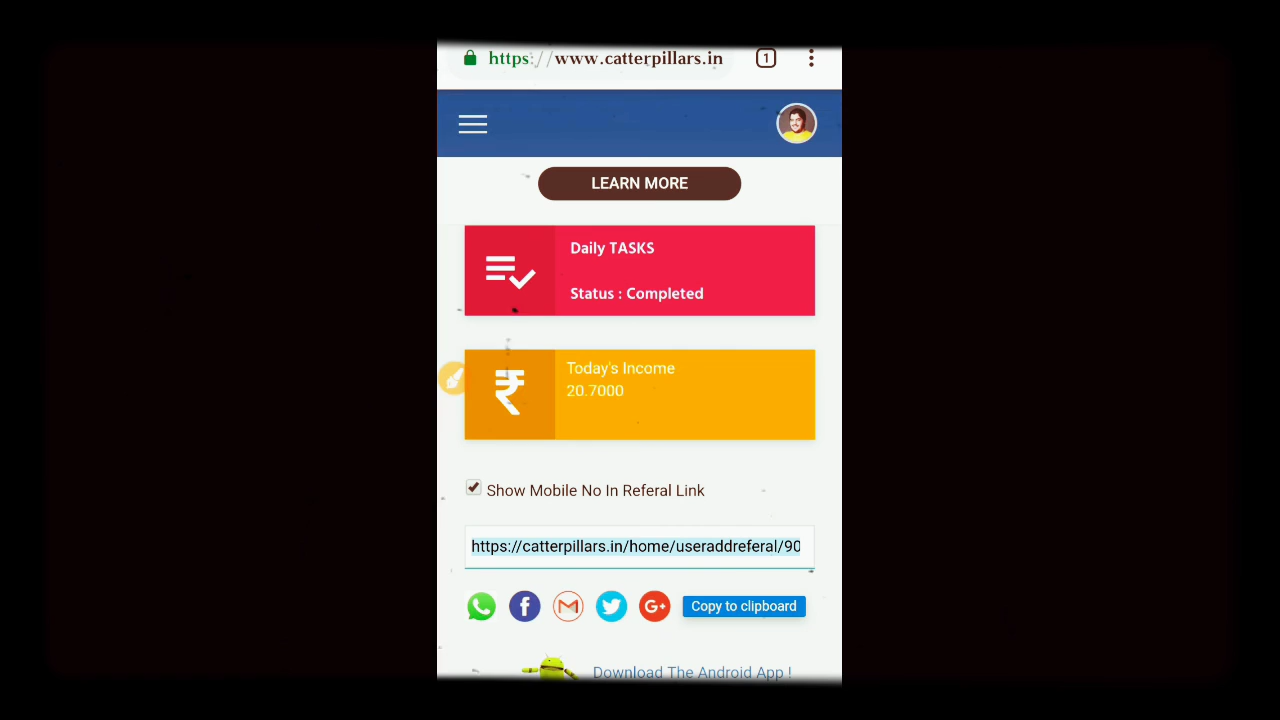 https://www.catterpillars.in
1
LEARN MORE
Daily TASKS
Status : Completed
Today's Income
20.7000
Show Mobile No In Referal Link
https://catterpillars.in/home/useraddreferal/90
Copy to clipboard
Download The Android App !